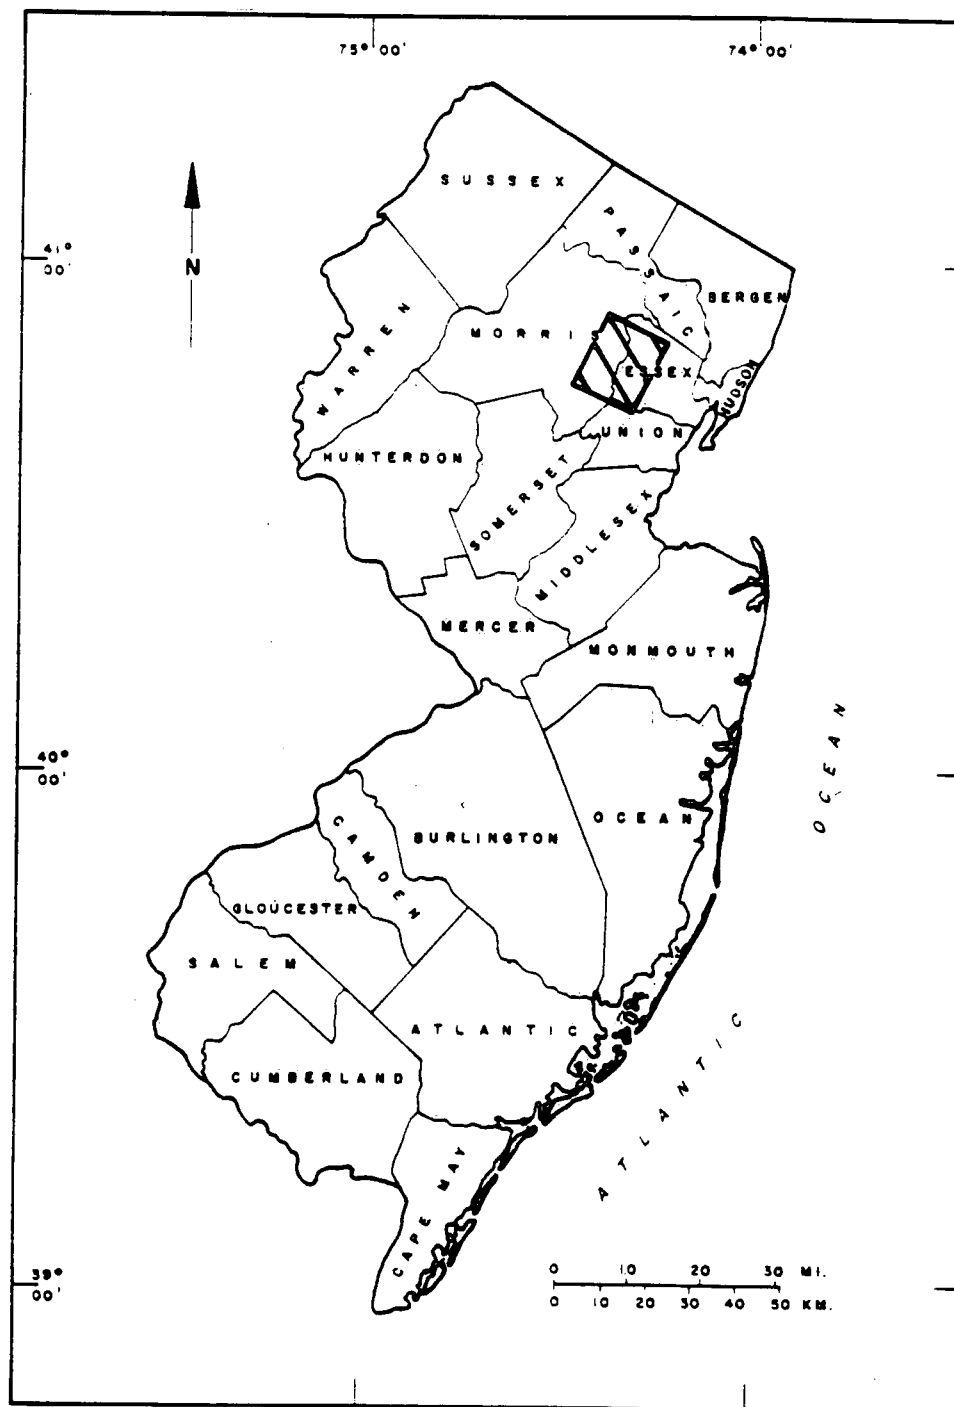 75° 00'
74° 00'
SUSSEX
PASSAIC
41°
00'
N
BERGEN
WARREN
MORRIS
ESSEX
HUDSON
UNION
HUNTERDON
SOMERSET
MIDDLESEX
MERCER
MONMOUTH
OCEAN
40°
00'
CAMDEN
BURLINGTON
OCEAN
GLOUCESTER
SALEM
ATLANTIC
ATLANTIC
CUMBERLAND
CAPE MAY
39°
00'
0 10 20 30 MI.
0 10 20 30 40 50 KM.